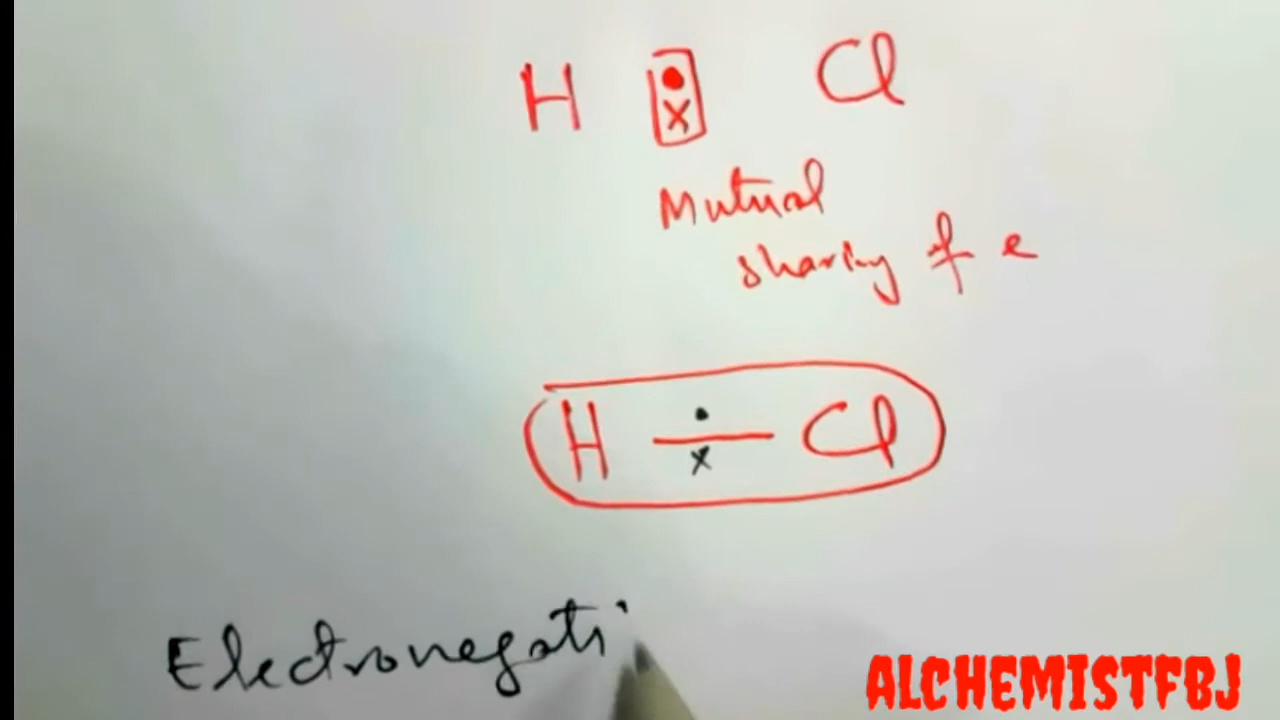 H • x Cl
Mutual
sharing of e
H •
— Cl
x
Electronegati
ALCHEMISTFBJ